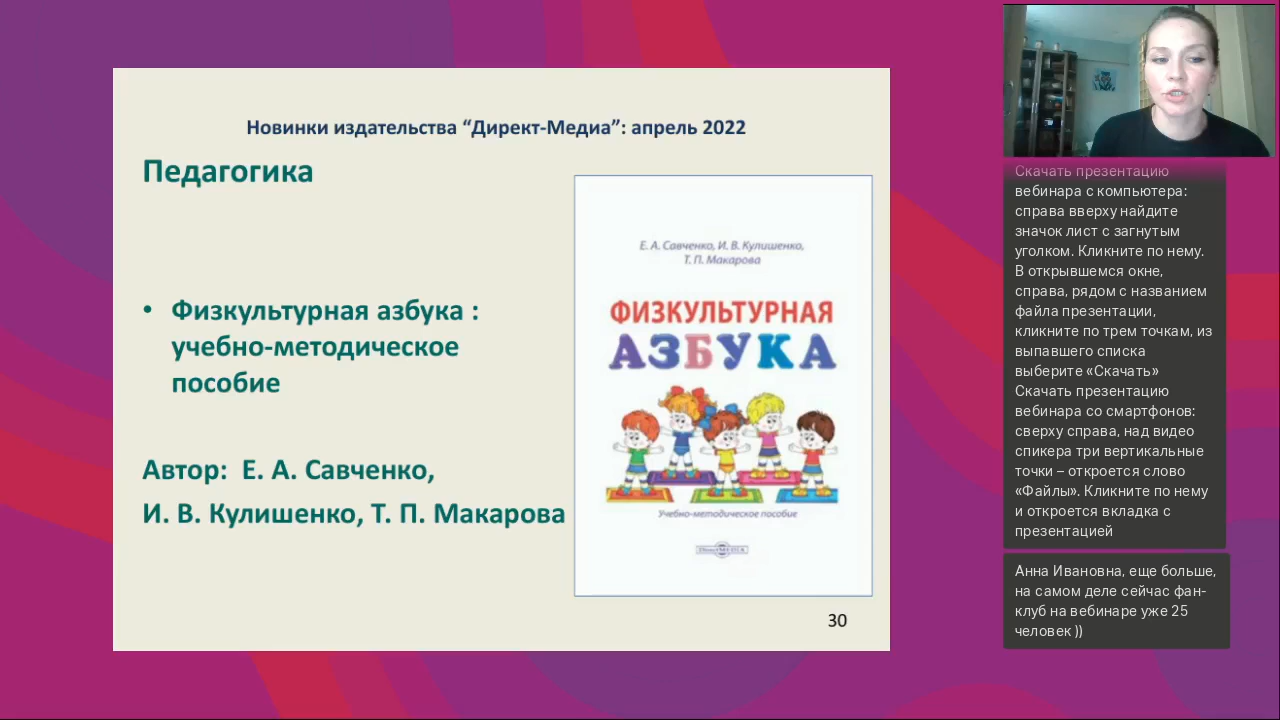 Новинки издательства “Директ-Медиа”: апрель 2022
Педагогика
• Физкультурная азбука :
учебно-методическое
пособие
Автор: Е. А. Савченко,
И. В. Кулишенко, Т. П. Макарова
Е. А. Савченко, И. В. Кулишенко,
Т. П. Макарова
ФИЗКУЛЬТУРНАЯ
АЗБУКА
Учебно-методическое пособие
30
Скачать презентацию
вебинара с компьютера:
справа вверху найдите
значок лист с загнутым
уголком. Кликните по нему.
В открывшемся окне,
справа, рядом с названием
файла презентации,
кликните по трем точкам, из
выпавшего списка
выберите «Скачать»
Скачать презентацию
вебинара со смартфонов:
сверху справа, над видео
спикера три вертикальные
точки – откроется слово
«Файлы». Кликните по нему
и откроется вкладка с
презентацией
Анна Ивановна, еще больше,
на самом деле сейчас фан-
клуб на вебинаре уже 25
человек ))